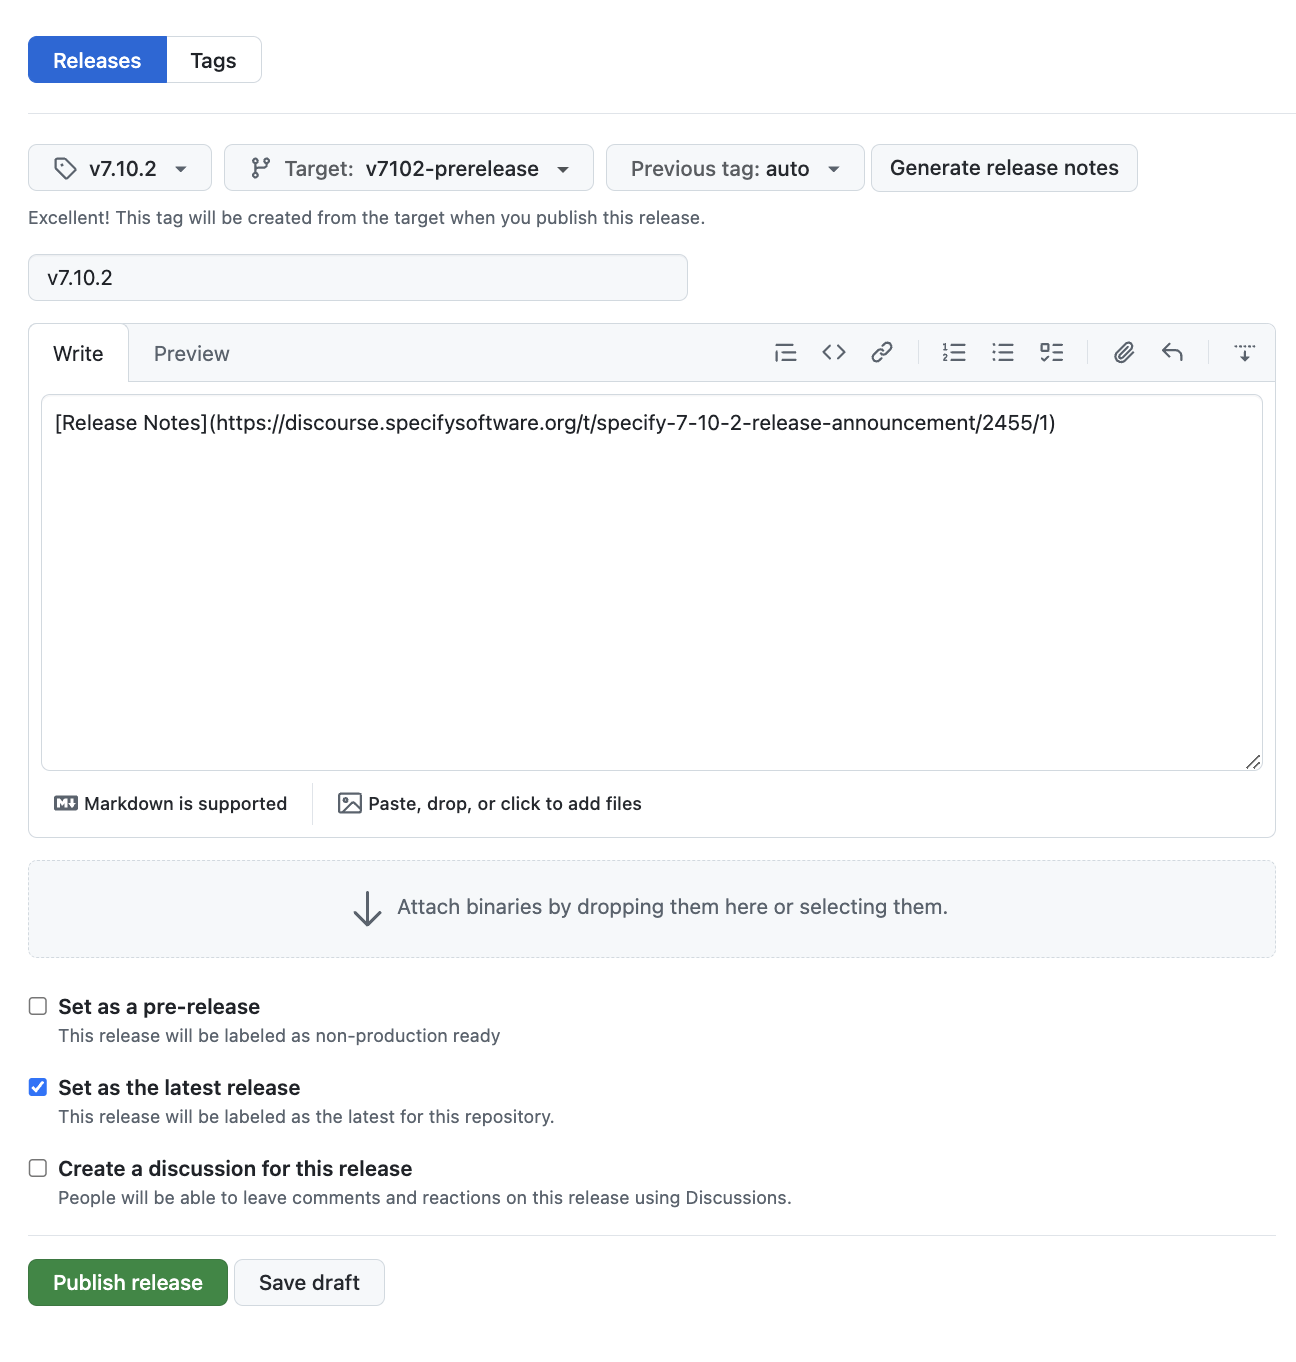 Releases Tags
v7.10.2 Target: v7102-prerelease Previous tag: auto Generate release notes
Excellent! This tag will be created from the target when you publish this release.
v7.10.2
Write Preview
[Release Notes](https://discourse.specifysoftware.org/t/specify-7-10-2-release-announcement/2455/1)
Markdown is supported Paste, drop, or click to add files
Attach binaries by dropping them here or selecting them.
Set as a pre-release
This release will be labeled as non-production ready
Set as the latest release
This release will be labeled as the latest for this repository.
Create a discussion for this release
People will be able to leave comments and reactions on this release using Discussions.
Publish release Save draft